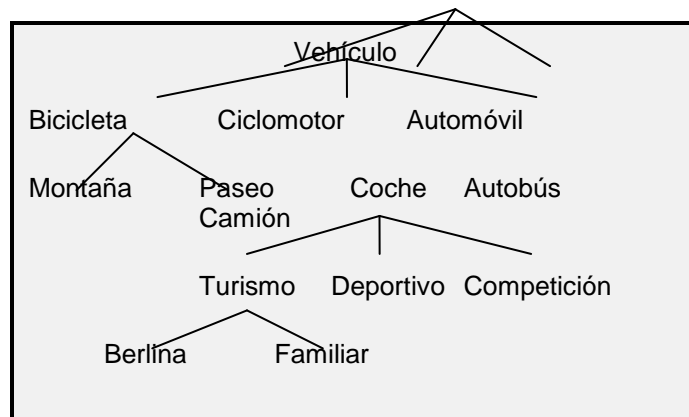 Vehículo
Bicicleta Ciclomotor Automóvil
Montaña Paseo Coche Autobús
Camión
Turismo Deportivo Competición
Berlina Familiar